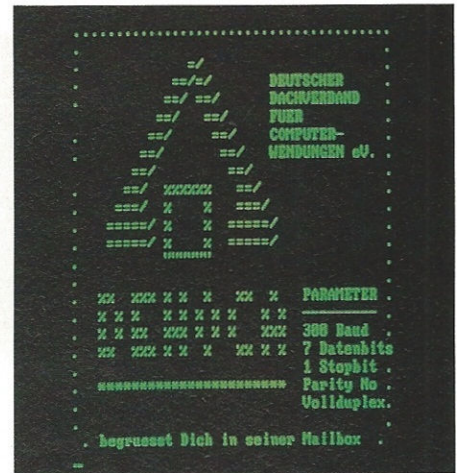 DEUTSCHER
DACHVERBAND
FUER
COMPUTER-
WENDUNGEN eV.
PARAMETER
300 Baud
7 Datenbits
1 Stopbit
Parity No
Vollduplex.
begruesst Dich in seiner Mailbox